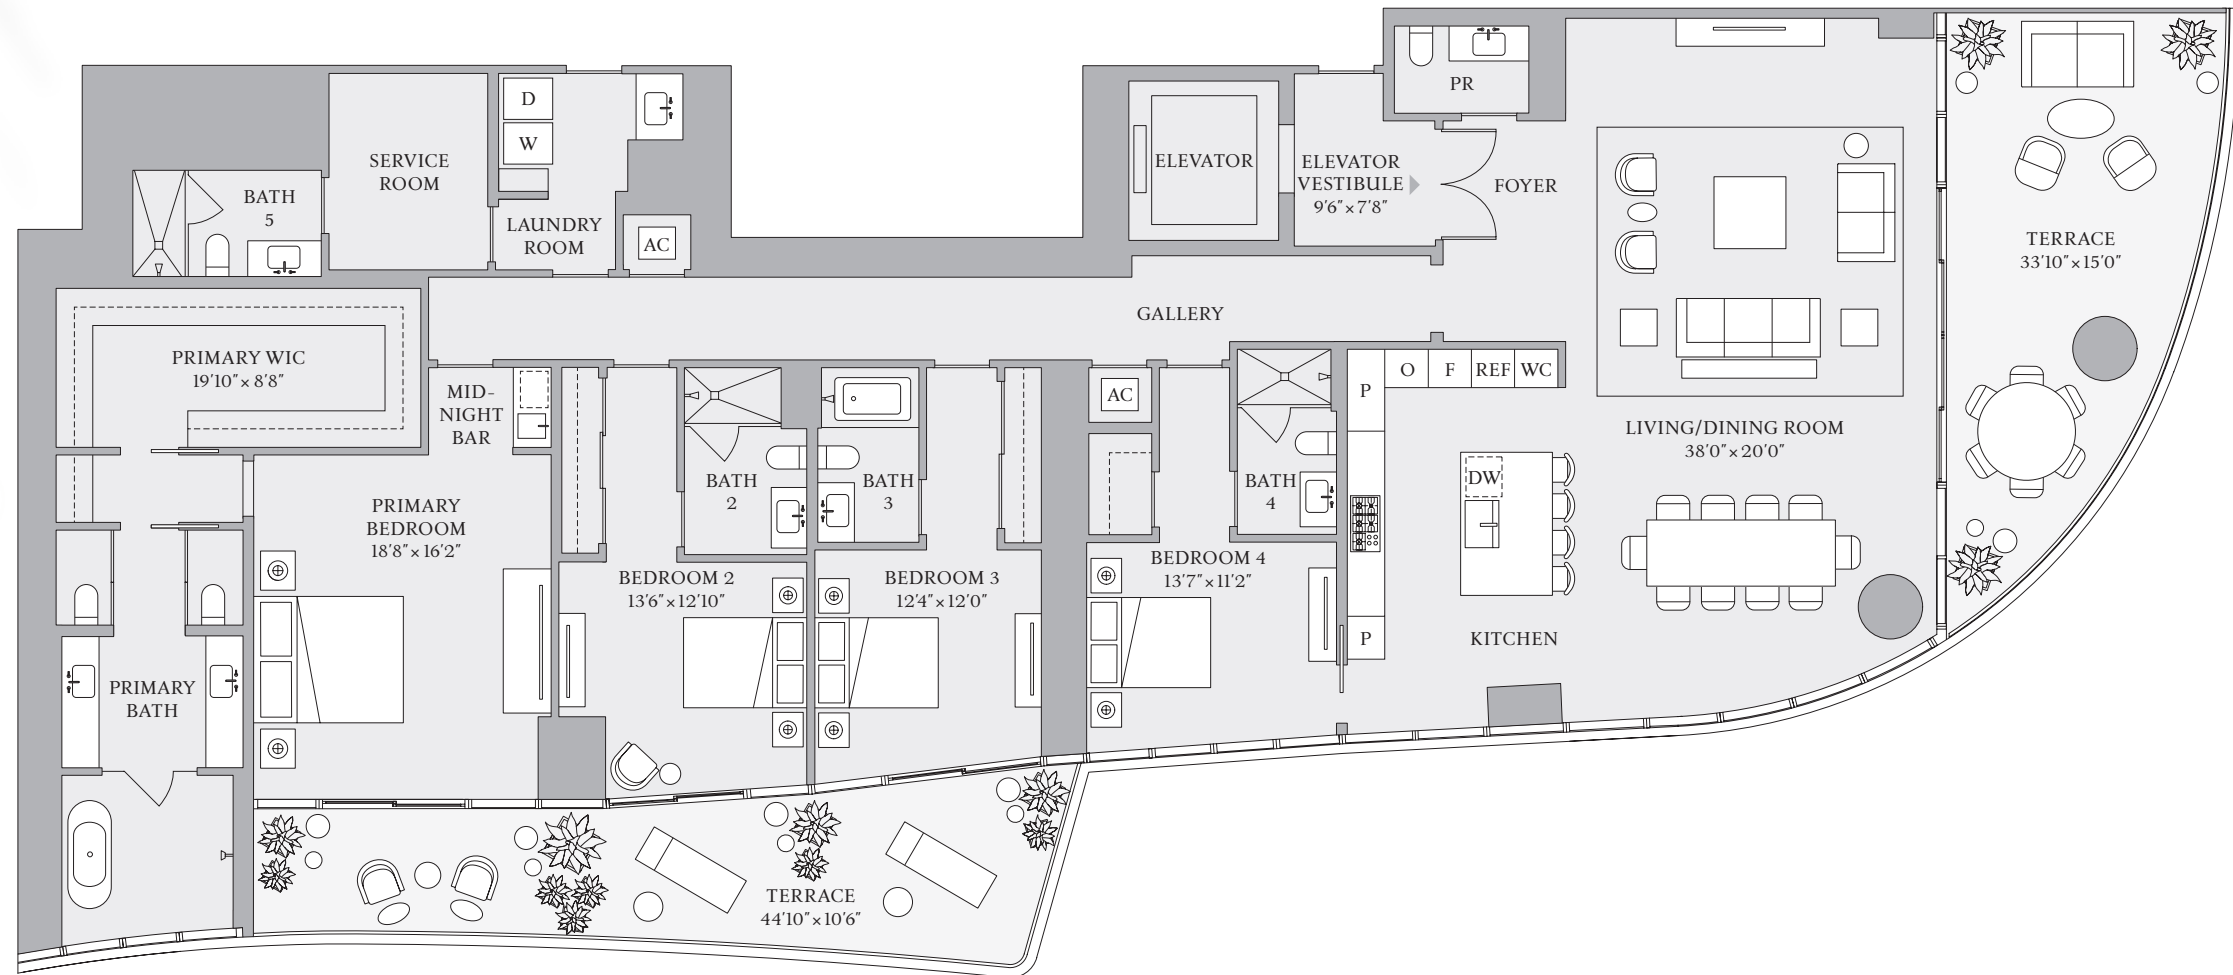 D
W
SERVICE
ROOM
BATH
5
LAUNDRY
ROOM
AC
ELEVATOR
ELEVATOR
VESTIBULE
9'6"×7'8"
PR
FOYER
TERRACE
33'10"×15'0"
GALLERY
PRIMARY WIC
19'10"×8'8"
MID-
NIGHT
BAR
AC
P
O
F
REF
WC
LIVING/DINING ROOM
38'0"×20'0"
PRIMARY
BEDROOM
18'8"×16'2"
BATH
2
BATH
3
BATH
4
DW
BEDROOM 2
13'6"×12'10"
BEDROOM 3
12'4"×12'0"
BEDROOM 4
13'7"×11'2"
P
KITCHEN
PRIMARY
BATH
TERRACE
44'10"×10'6"